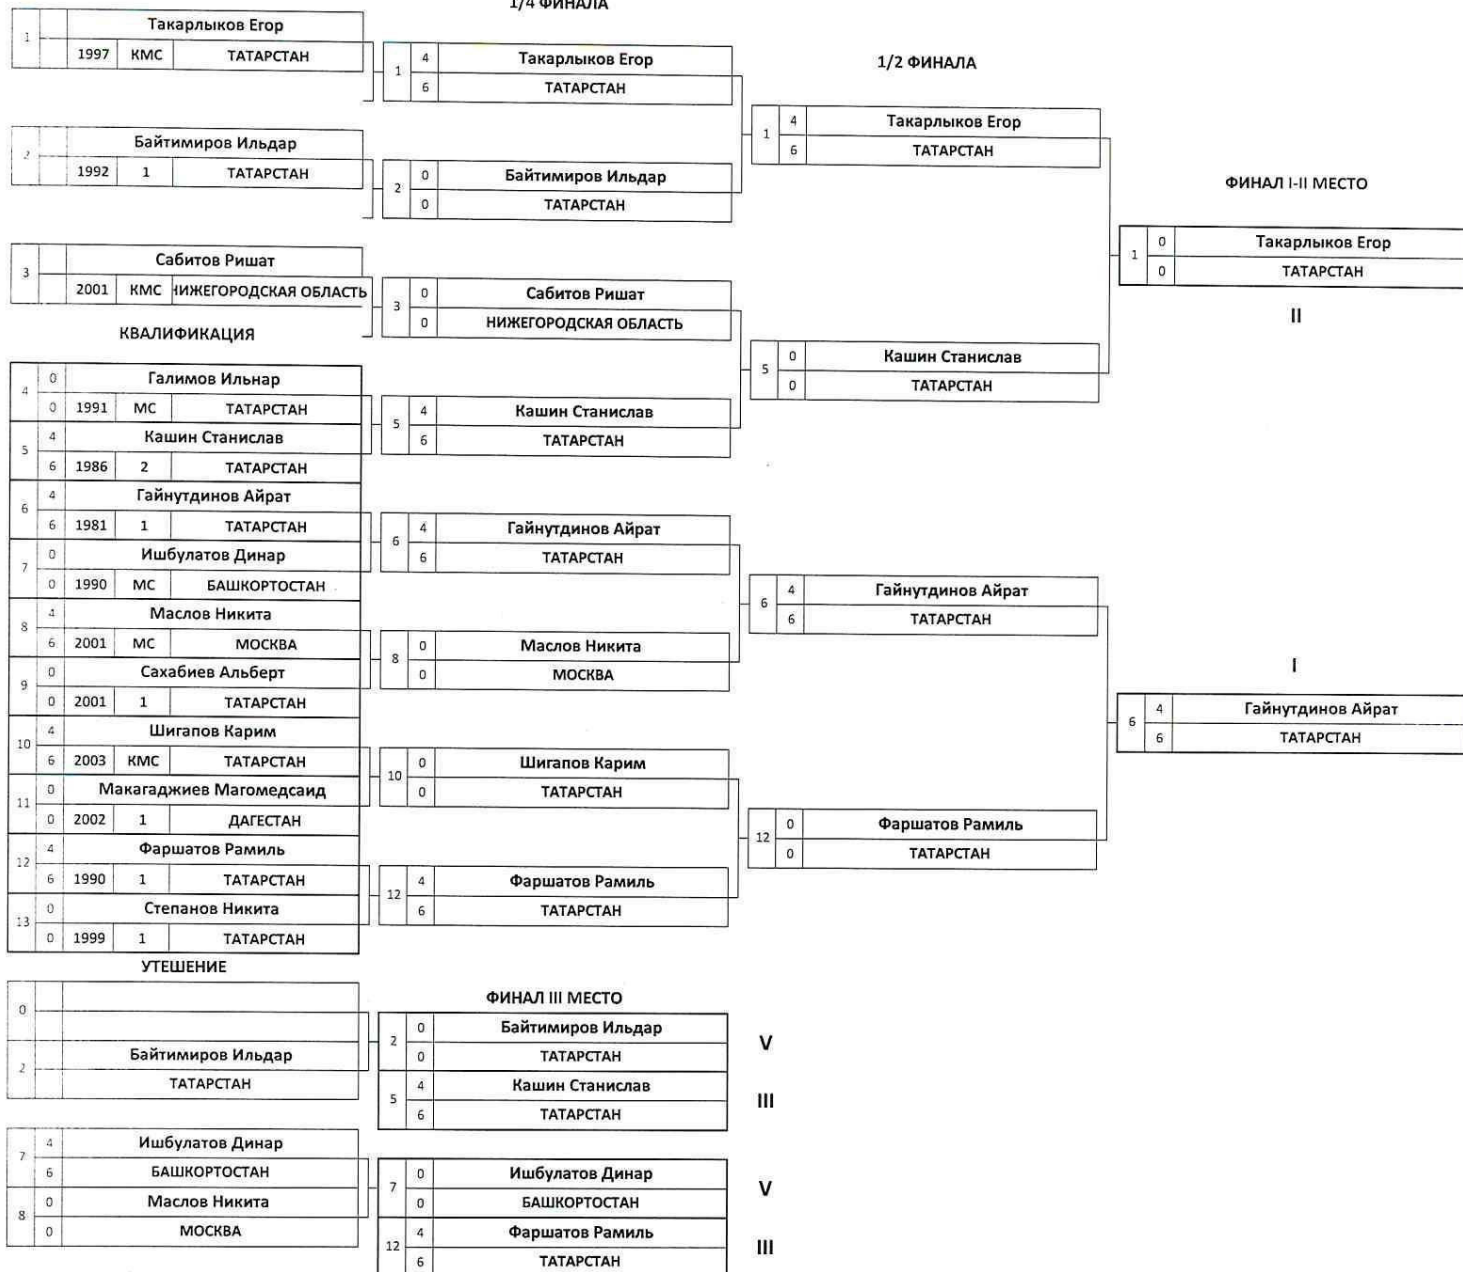 1/4 ФИНАЛА
1 Такарлыков Егор
1997 КМС ТАТАРСТАН
2 Байтимиров Ильдар
1992 1 ТАТАРСТАН
3 Сабитов Ришат
2001 КМС НИЖЕГОРОДСКАЯ ОБЛАСТЬ
КВАЛИФИКАЦИЯ
4 0 Галимов Ильнар
0 1991 МС ТАТАРСТАН
5 4 Кашин Станислав
6 1986 2 ТАТАРСТАН
6 4 Гайнутдинов Айрат
6 1981 1 ТАТАРСТАН
7 0 Ишбулатов Динар
0 1990 МС БАШКОРТОСТАН
8 4 Маслов Никита
6 2001 МС МОСКВА
9 0 Сахабиев Альберт
0 2001 1 ТАТАРСТАН
10 4 Шигапов Карим
6 2003 КМС ТАТАРСТАН
11 0 Макагаджиев Магомедсаид
0 2002 1 ДАГЕСТАН
12 4 Фаршатов Рамиль
6 1990 1 ТАТАРСТАН
13 0 Степанов Никита
0 1999 1 ТАТАРСТАН
1 4 Такарлыков Егор
6 ТАТАРСТАН
2 0 Байтимиров Ильдар
0 ТАТАРСТАН
3 0 Сабитов Ришат
0 НИЖЕГОРОДСКАЯ ОБЛАСТЬ
5 4 Кашин Станислав
6 ТАТАРСТАН
6 4 Гайнутдинов Айрат
6 ТАТАРСТАН
8 0 Маслов Никита
0 МОСКВА
10 0 Шигапов Карим
0 ТАТАРСТАН
12 4 Фаршатов Рамиль
6 ТАТАРСТАН
1/2 ФИНАЛА
1 4 Такарлыков Егор
6 ТАТАРСТАН
5 0 Кашин Станислав
0 ТАТАРСТАН
6 4 Гайнутдинов Айрат
6 ТАТАРСТАН
12 0 Фаршатов Рамиль
0 ТАТАРСТАН
ФИНАЛ I-II МЕСТО
1 0 Такарлыков Егор
0 ТАТАРСТАН
II
I
6 4 Гайнутдинов Айрат
6 ТАТАРСТАН
УТЕШЕНИЕ
0
2 Байтимиров Ильдар
ТАТАРСТАН
7 4 Ишбулатов Динар
6 БАШКОРТОСТАН
8 0 Маслов Никита
0 МОСКВА
ФИНАЛ III МЕСТО
2 0 Байтимиров Ильдар
0 ТАТАРСТАН
V
5 4 Кашин Станислав
6 ТАТАРСТАН
III
7 0 Ишбулатов Динар
0 БАШКОРТОСТАН
V
12 4 Фаршатов Рамиль
6 ТАТАРСТАН
III